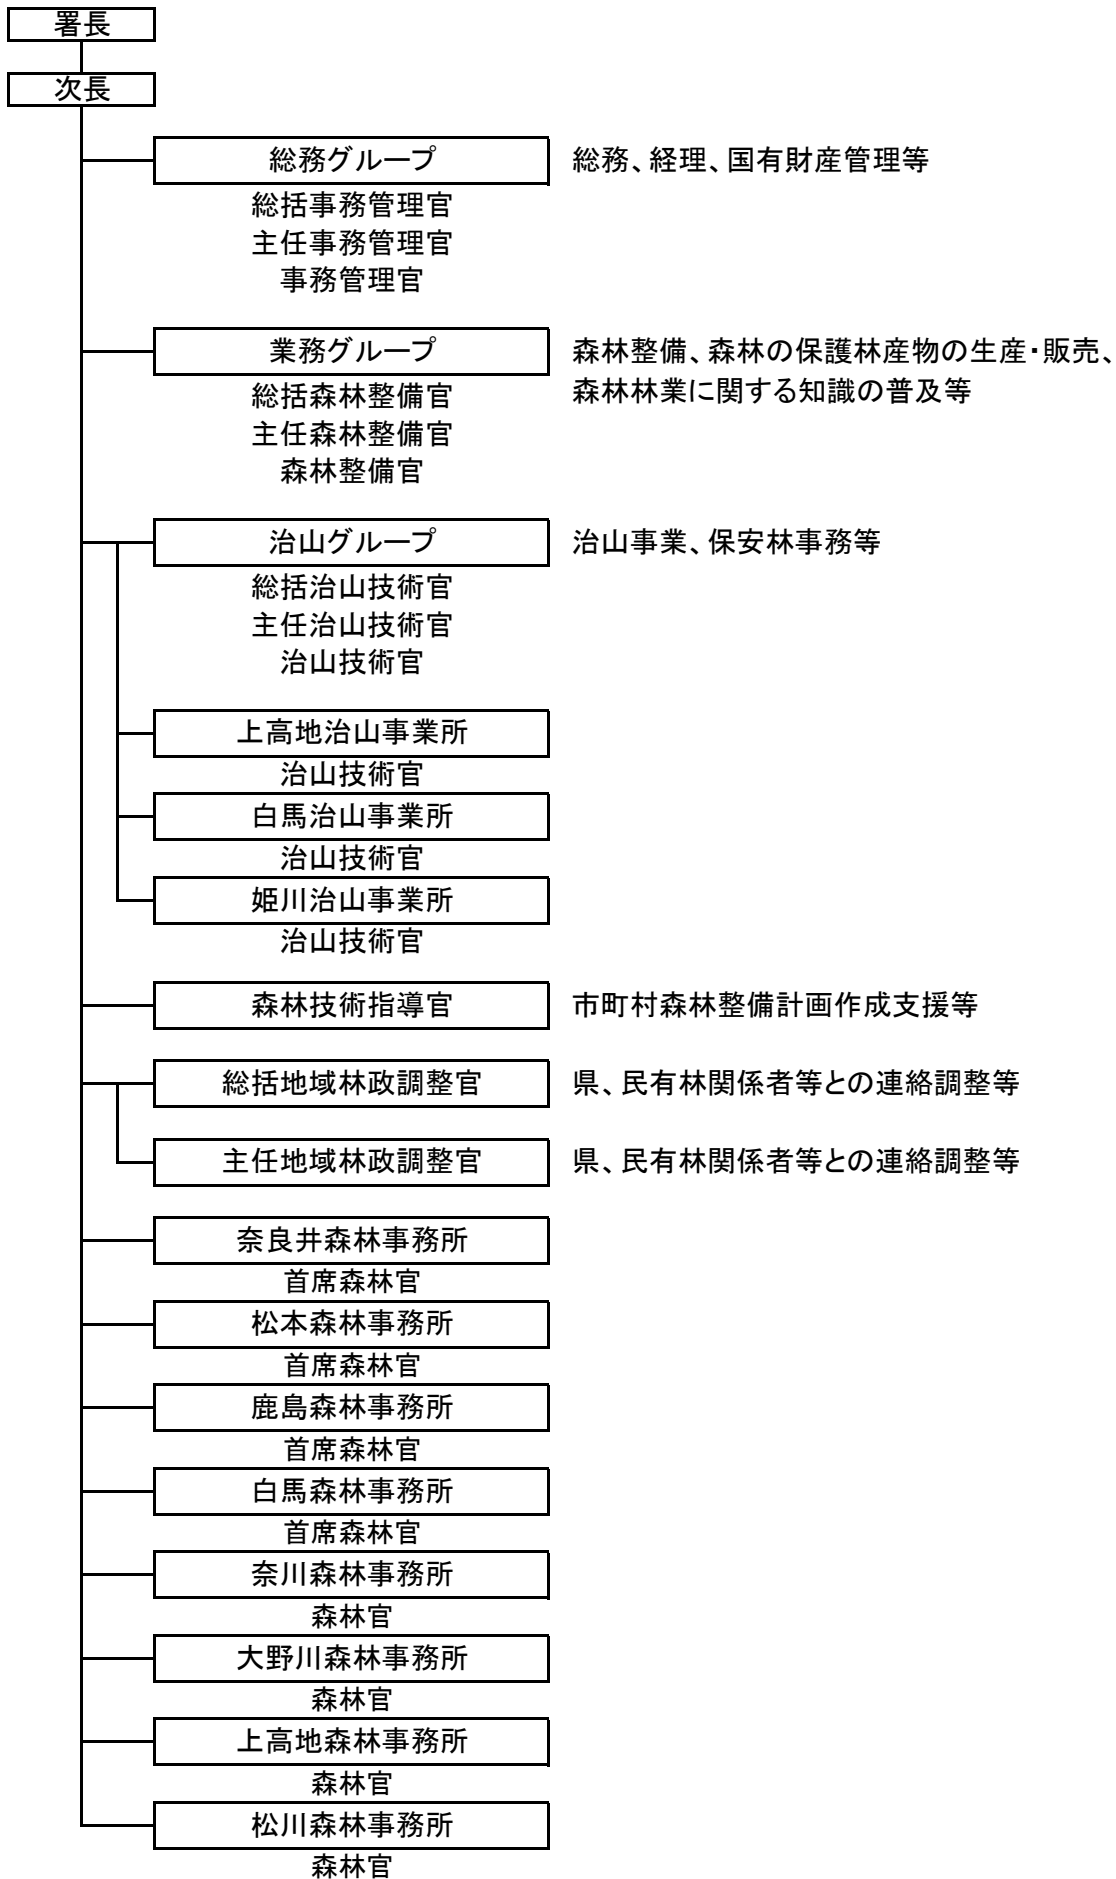 署長
次長
総務グループ
総務、経理、国有財産管理等
総括事務管理官
主任事務管理官
事務管理官
業務グループ
森林整備、森林の保護林産物の生産・販売、
森林林業に関する知識の普及等
総括森林整備官
主任森林整備官
森林整備官
治山グループ
治山事業、保安林事務等
総括治山技術官
主任治山技術官
治山技術官
上高地治山事業所
治山技術官
白馬治山事業所
治山技術官
姫川治山事業所
治山技術官
森林技術指導官
市町村森林整備計画作成支援等
総括地域林政調整官
県、民有林関係者等との連絡調整等
主任地域林政調整官
県、民有林関係者等との連絡調整等
奈良井森林事務所
首席森林官
松本森林事務所
首席森林官
鹿島森林事務所
首席森林官
白馬森林事務所
首席森林官
奈川森林事務所
森林官
大野川森林事務所
森林官
上高地森林事務所
森林官
松川森林事務所
森林官